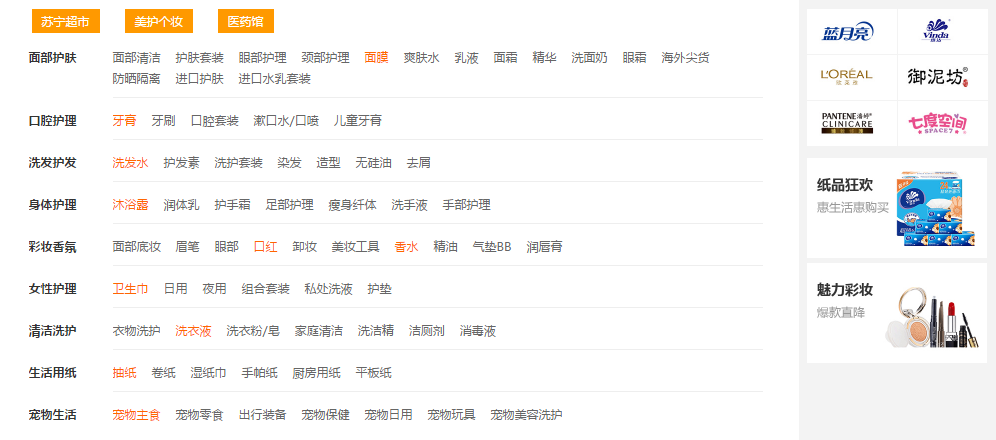 苏宁超市 美护个妆 医药馆
面部护肤 面部清洁 护肤套装 眼部护理 颈部护理 面膜 爽肤水 乳液 面霜 精华 洗面奶 眼霜 海外尖货
防晒隔离 进口护肤 进口水乳套装
口腔护理 牙膏 牙刷 口腔套装 漱口水/口喷 儿童牙膏
洗发护发 洗发水 护发素 洗护套装 染发 造型 无硅油 去屑
身体护理 沐浴露 润体乳 护手霜 足部护理 瘦身纤体 洗手液 手部护理
彩妆香氛 面部底妆 眉笔 眼部 口红 卸妆 美妆工具 香水 精油 气垫BB 润唇膏
女性护理 卫生巾 日用 夜用 组合套装 私处洗液 护垫
清洁洗护 衣物洗护 洗衣液 洗衣粉/皂 家庭清洁 洗洁精 洁厕剂 消毒液
生活用纸 抽纸 卷纸 湿纸巾 手帕纸 厨房用纸 平板纸
宠物生活 宠物主食 宠物零食 出行装备 宠物保健 宠物日用 宠物玩具 宠物美容洗护
蓝月亮 Vinda 维达
L'ORÉAL 欧莱雅 御泥坊
PANTENE 潘婷 CLINICARE 七度空间 SPACE7
纸品狂欢
惠生活惠购买
Vinda
魅力彩妆
爆款直降